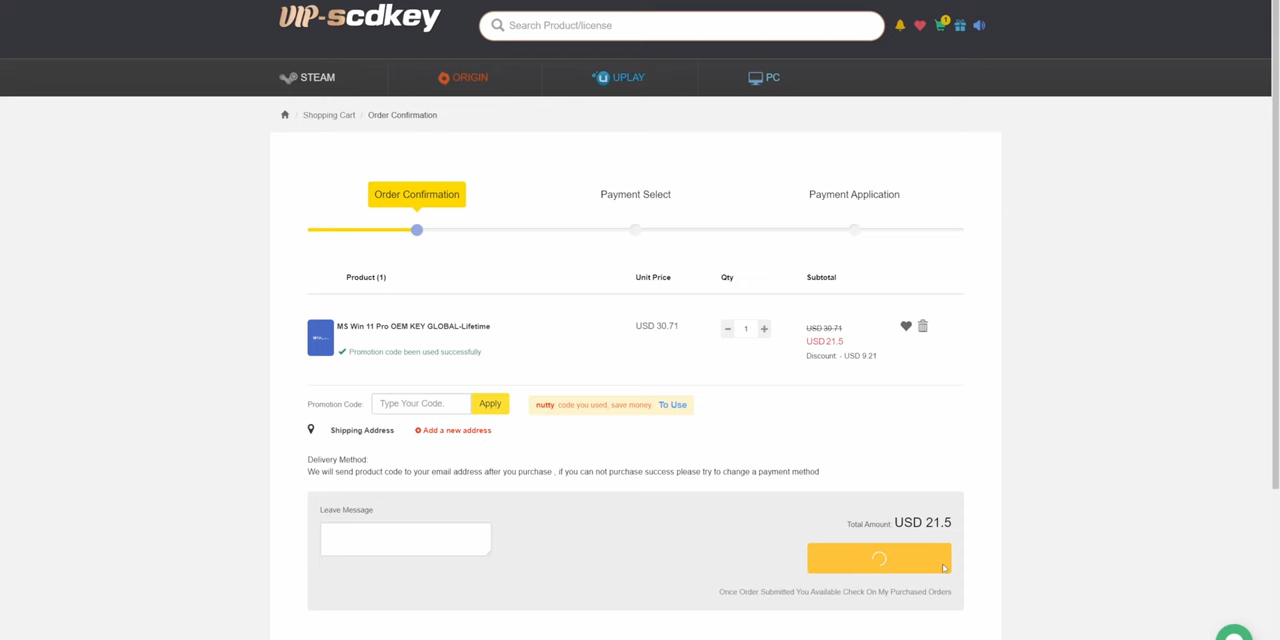 VIP-scdkey
Search Product/license
1
STEAM
ORIGIN
UPLAY
PC
/ Shopping Cart / Order Confirmation
Order Confirmation
Payment Select
Payment Application
Product (1)
Unit Price
Qty
Subtotal
MS Win 11 Pro OEM KEY GLOBAL-Lifetime
USD 30.71
− 1 +
USD 30.71
USD 21.5
Promotion code been used successfully
Discount: - USD 9.21
Promotion Code:
Type Your Code.
Apply
nutty code you used, save money. To Use
Shipping Address
Add a new address
Delivery Method:
We will send product code to your email address after you purchase , if you can not purchase success please try to change a payment method
Leave Message
Total Amount: USD 21.5
Once Order Submitted You Available Check On My Purchased Orders